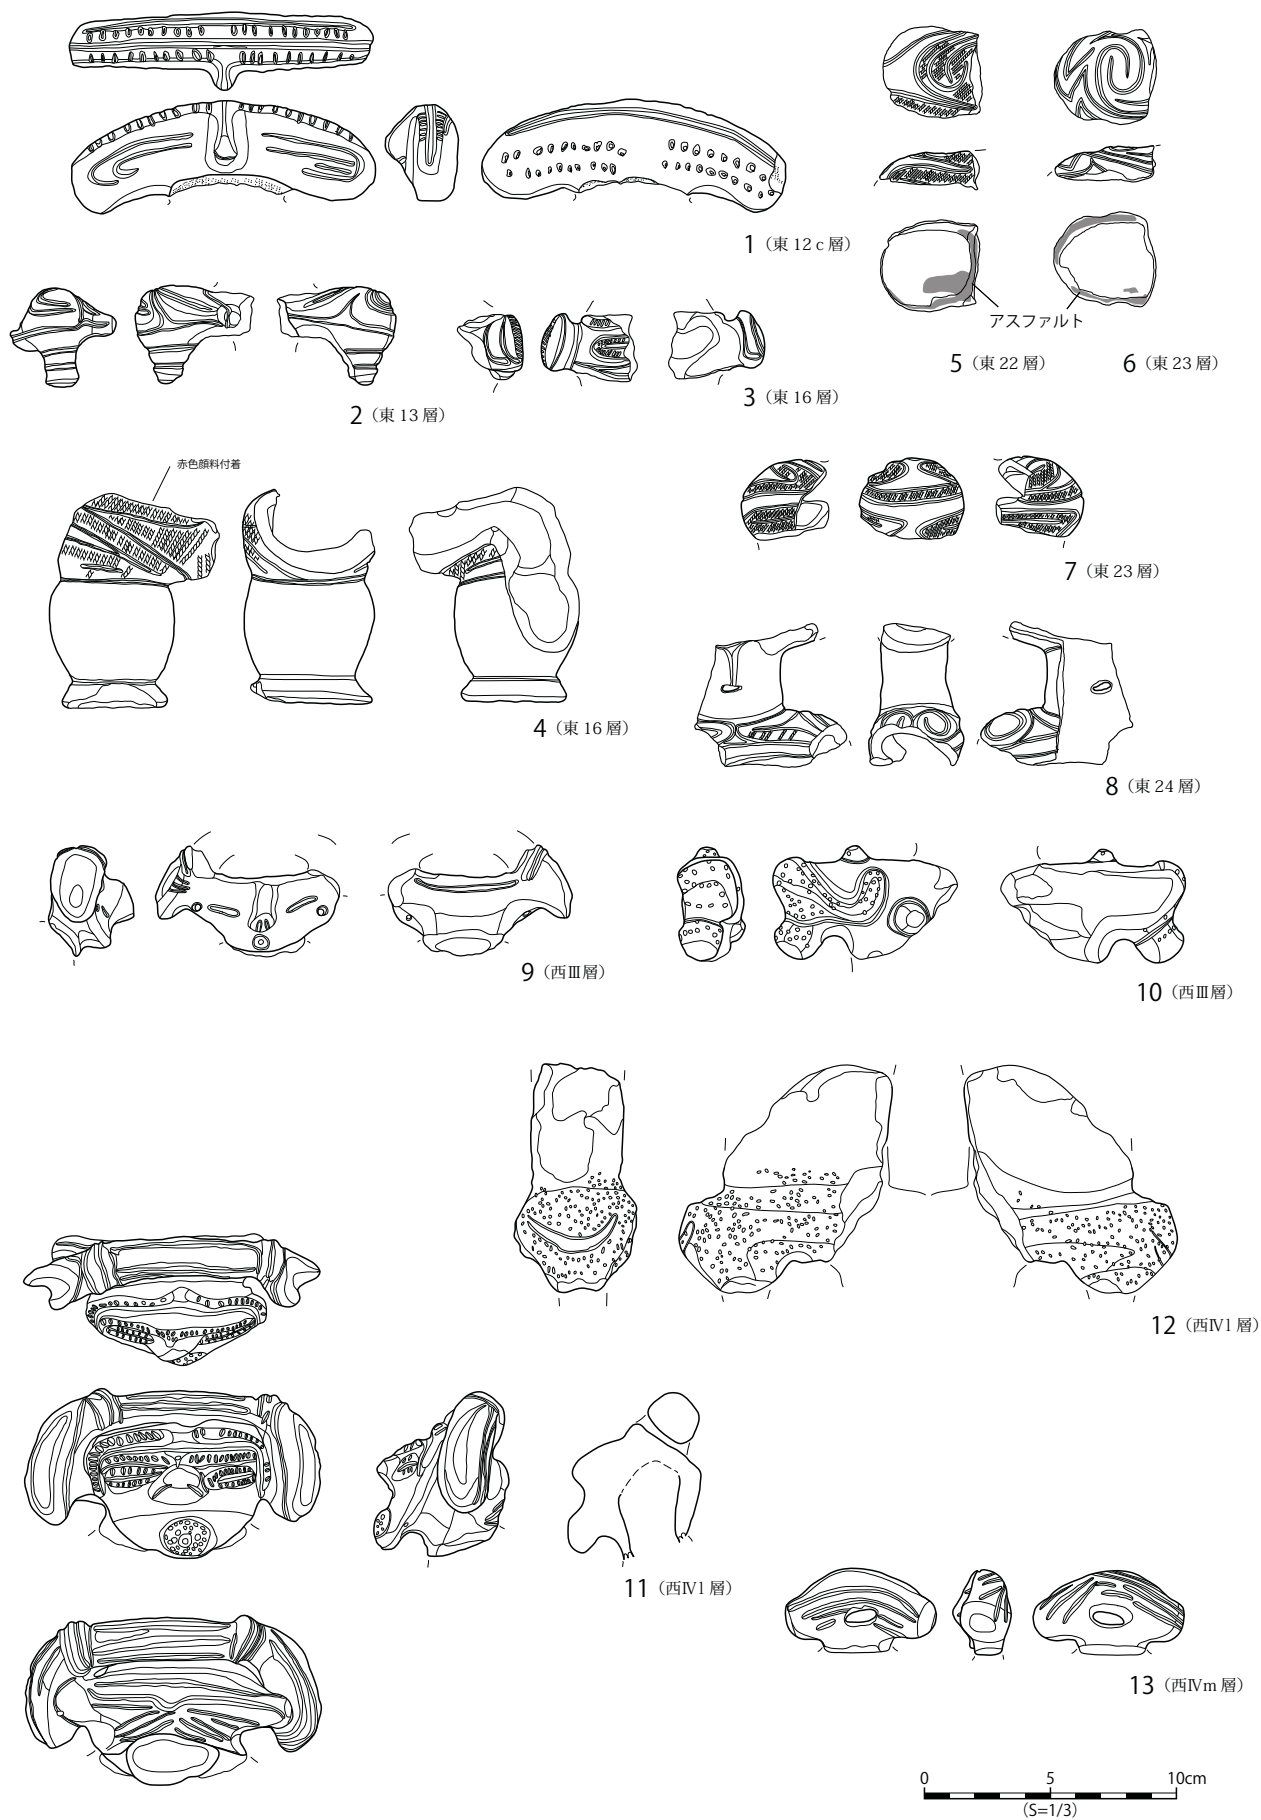 1（東 12 c 層）
アスファルト
5（東 22 層）
6（東 23 層）
2（東 13 層）
3（東 16 層）
赤色顔料付着
7（東 23 層）
4（東 16 層）
8（東 24 層）
9（西Ⅲ層）
10（西Ⅲ層）
12（西Ⅳl 層）
11（西Ⅳl 層）
13（西Ⅳm 層）
0 5 10cm
（S=1/3）